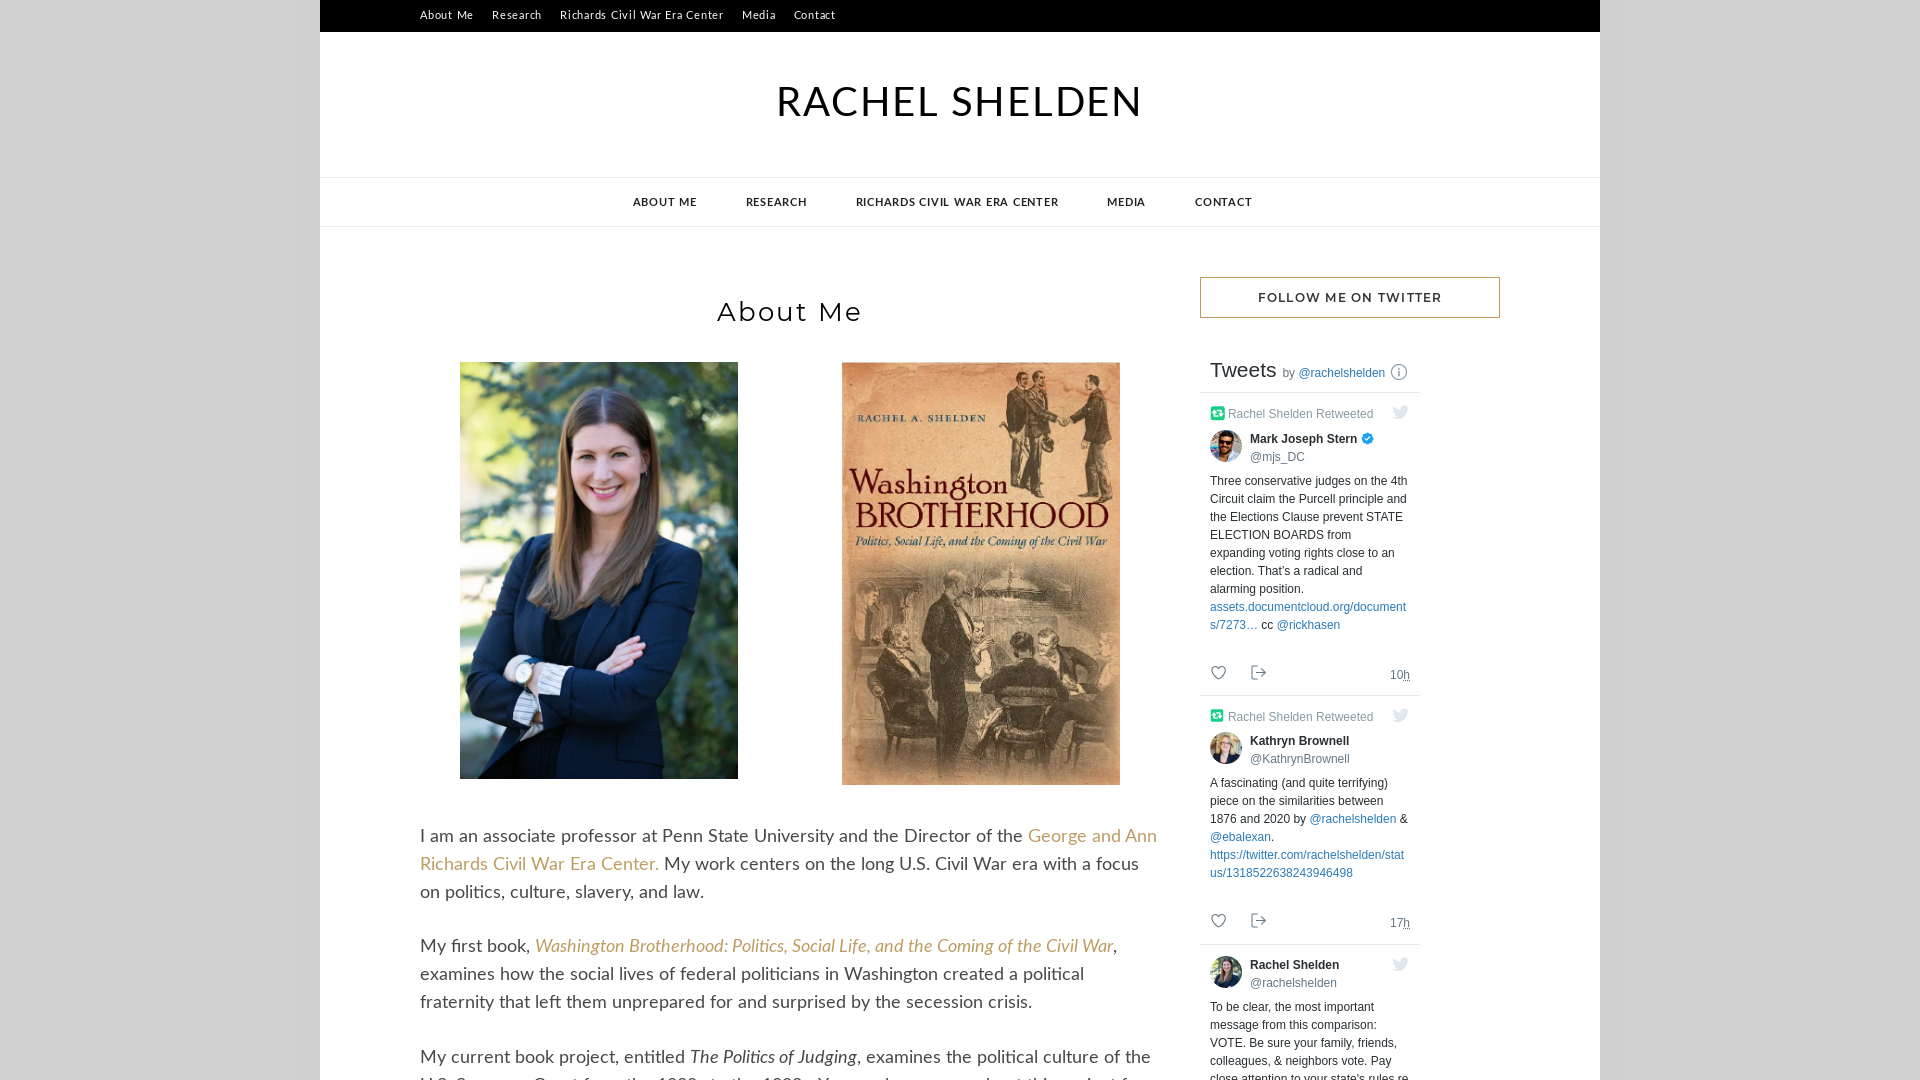 About Me Research Richards Civil War Era Center Media Contact
RACHEL SHELDEN
ABOUT ME RESEARCH RICHARDS CIVIL WAR ERA CENTER MEDIA CONTACT
About Me
RACHEL A. SHELDEN
Washington
BROTHERHOOD
Politics, Social Life, and the Coming of the Civil War
I am an associate professor at Penn State University and the Director of the George and Ann
Richards Civil War Era Center. My work centers on the long U.S. Civil War era with a focus
on politics, culture, slavery, and law.
My first book, Washington Brotherhood: Politics, Social Life, and the Coming of the Civil War,
examines how the social lives of federal politicians in Washington created a political
fraternity that left them unprepared for and surprised by the secession crisis.
My current book project, entitled The Politics of Judging, examines the political culture of the
FOLLOW ME ON TWITTER
Tweets by @rachelshelden
Rachel Shelden Retweeted
Mark Joseph Stern
@mjs_DC
Three conservative judges on the 4th
Circuit claim the Purcell principle and
the Elections Clause prevent STATE
ELECTION BOARDS from
expanding voting rights close to an
election. That's a radical and
alarming position.
assets.documentcloud.org/document
s/7273… cc @rickhasen
10h
Rachel Shelden Retweeted
Kathryn Brownell
@KathrynBrownell
A fascinating (and quite terrifying)
piece on the similarities between
1876 and 2020 by @rachelshelden &
@ebalexan.
https://twitter.com/rachelshelden/stat
us/1318522638243946498
17h
Rachel Shelden
@rachelshelden
To be clear, the most important
message from this comparison:
VOTE. Be sure your family, friends,
colleagues, & neighbors vote. Pay
close attention to your state's rules re